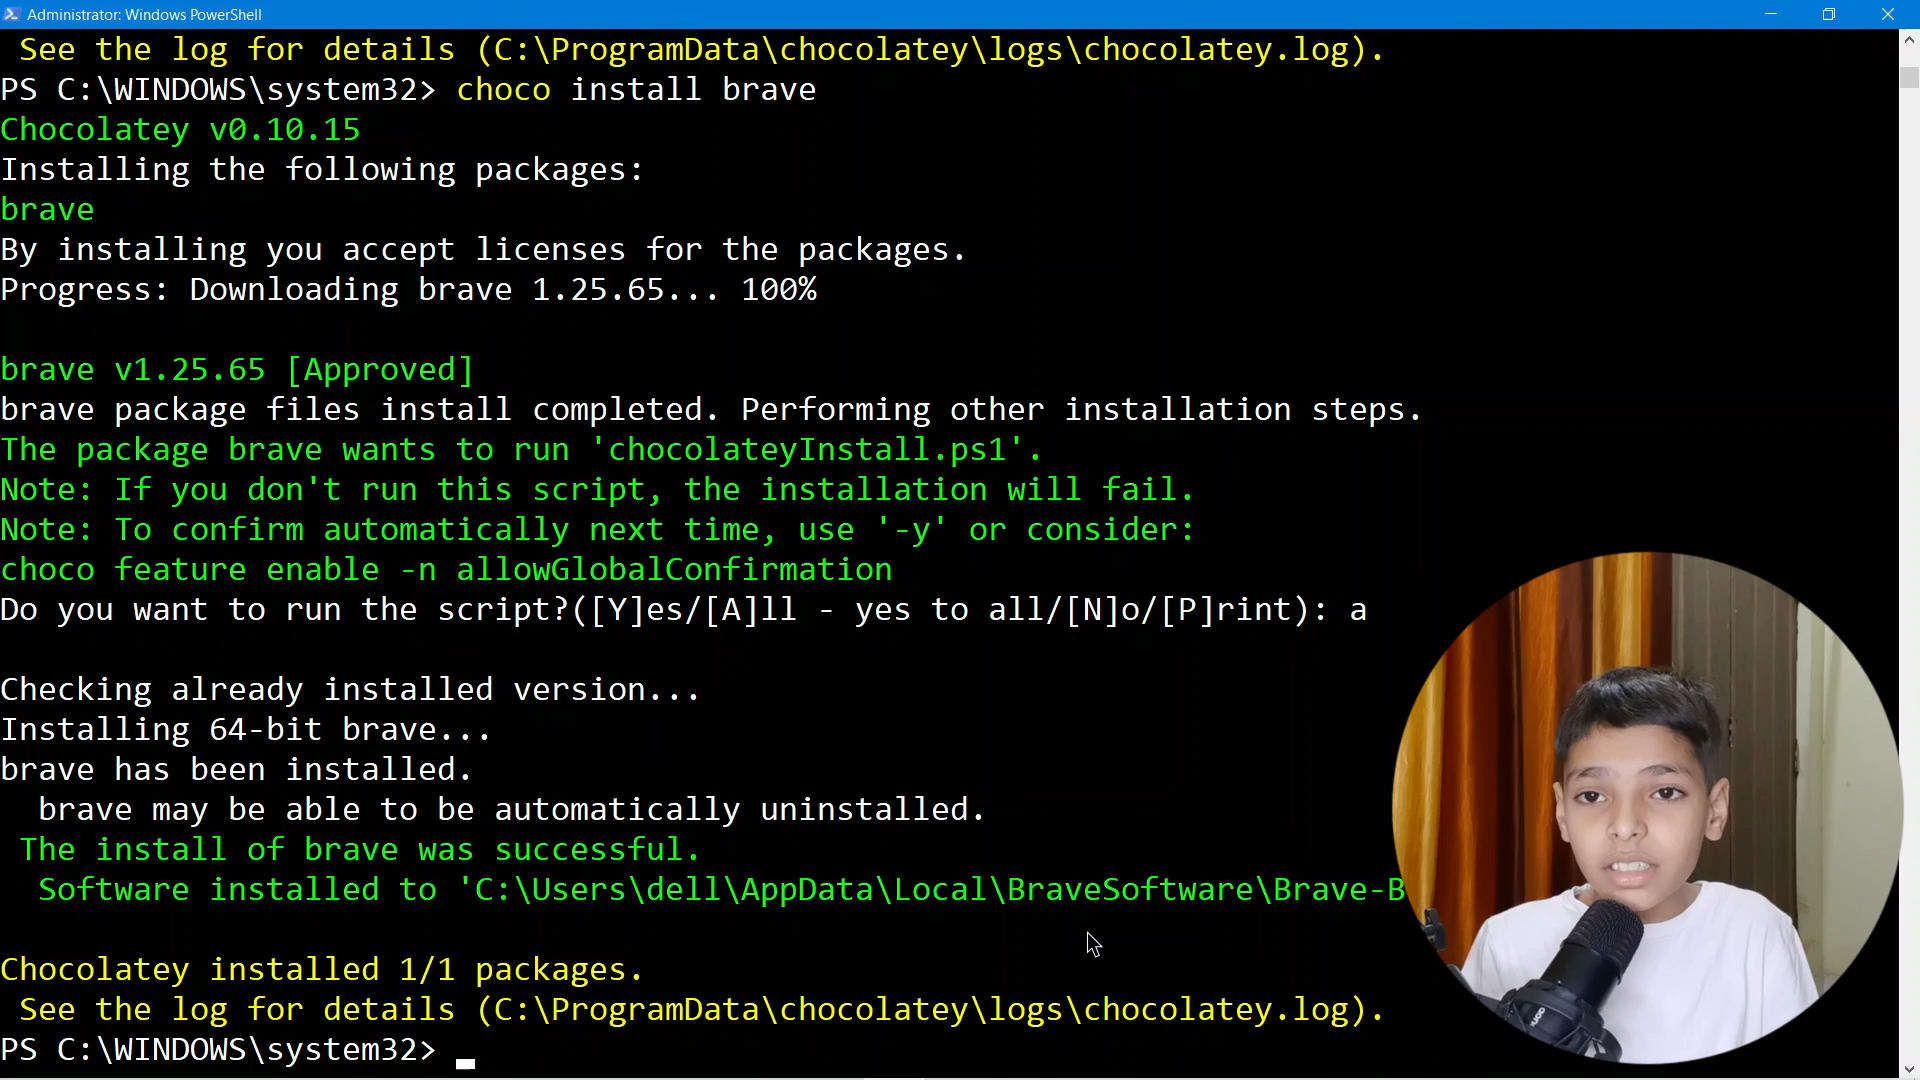 Administrator: Windows PowerShell
See the log for details (C:\ProgramData\chocolatey\logs\chocolatey.log).
PS C:\WINDOWS\system32> choco install brave
Chocolatey v0.10.15
Installing the following packages:
brave
By installing you accept licenses for the packages.
Progress: Downloading brave 1.25.65... 100%
brave v1.25.65 [Approved]
brave package files install completed. Performing other installation steps.
The package brave wants to run 'chocolateyInstall.ps1'.
Note: If you don't run this script, the installation will fail.
Note: To confirm automatically next time, use '-y' or consider:
choco feature enable -n allowGlobalConfirmation
Do you want to run the script?([Y]es/[A]ll - yes to all/[N]o/[P]rint): a
Checking already installed version...
Installing 64-bit brave...
brave has been installed.
brave may be able to be automatically uninstalled.
The install of brave was successful.
Software installed to 'C:\Users\dell\AppData\Local\BraveSoftware\Brave-B
Chocolatey installed 1/1 packages.
See the log for details (C:\ProgramData\chocolatey\logs\chocolatey.log).
PS C:\WINDOWS\system32>